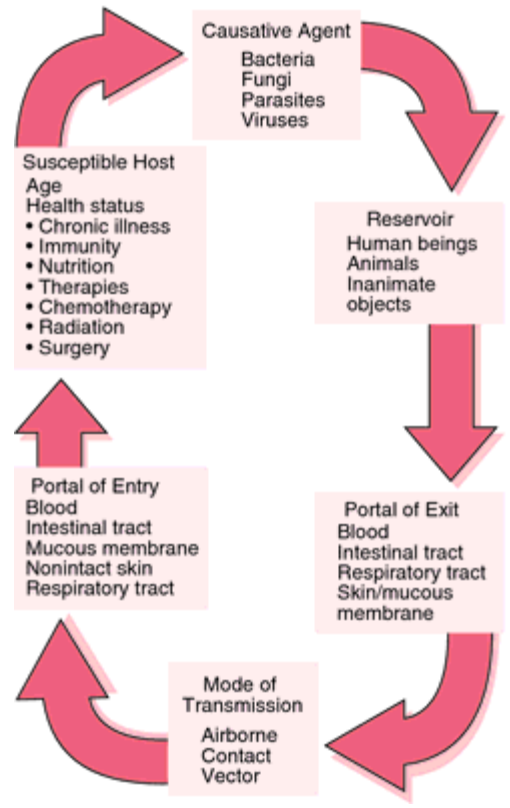 Causative Agent
Bacteria
Fungi
Parasites
Viruses
Reservoir
Human beings
Animals
Inanimate
objects
Portal of Exit
Blood
Intestinal tract
Respiratory tract
Skin/mucous
membrane
Mode of
Transmission
Airborne
Contact
Vector
Portal of Entry
Blood
Intestinal tract
Mucous membrane
Nonintact skin
Respiratory tract
Susceptible Host
Age
Health status
• Chronic illness
• Immunity
• Nutrition
• Therapies
• Chemotherapy
• Radiation
• Surgery